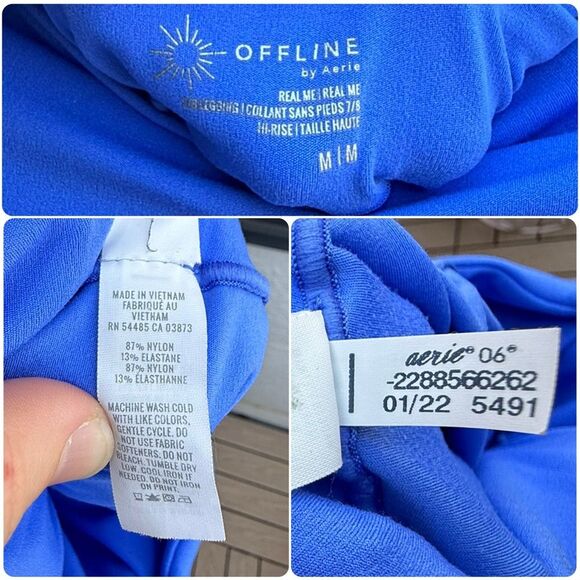 OFFLINE
by Aerie
REAL ME | REAL ME
LEGGING | COLLANT SANS PIEDS 7/8
HI-RISE | TAILLE HAUTE
M | M
MADE IN VIETNAM
FABRIQUÉ AU
VIETNAM
RN 54485 CA 03873
87% NYLON
13% ELASTANE
87% NYLON
13% ÉLASTHANNE
MACHINE WASH COLD
WITH LIKE COLORS,
GENTLE CYCLE. DO
NOT USE FABRIC
SOFTENERS. DO NOT
BLEACH. TUMBLE DRY
LOW. COOL IRON IF
NEEDED. DO NOT IRON
ON PRINT.
aerie® 06®
-2288566262
01/22 5491